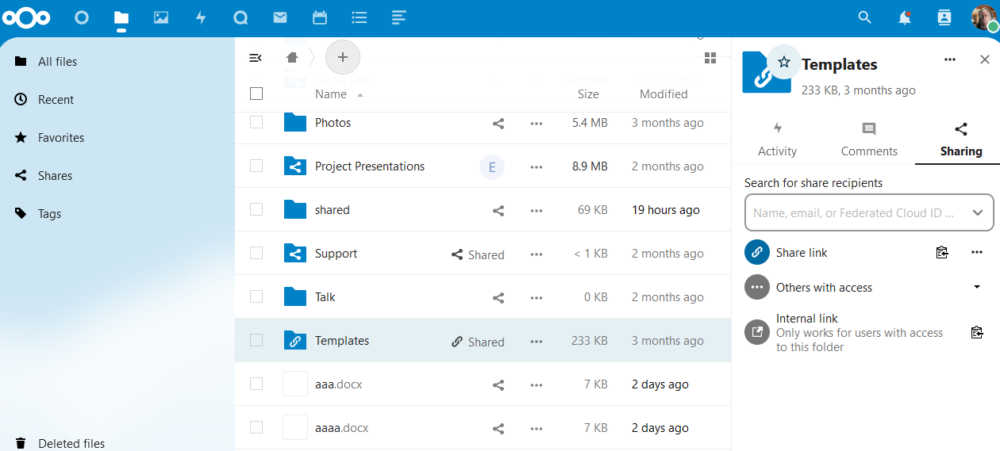 All files
Recent
Favorites
Shares
Tags
Deleted files
Name Size Modified
Photos 5.4 MB 3 months ago
Project Presentations E 8.9 MB 2 months ago
shared 69 KB 19 hours ago
Support Shared < 1 KB 2 months ago
Talk 0 KB 2 months ago
Templates Shared 233 KB 3 months ago
aaa.docx 7 KB 2 days ago
aaaa.docx 7 KB 2 days ago
Templates
233 KB, 3 months ago
Activity Comments Sharing
Search for share recipients
Name, email, or Federated Cloud ID ...
Share link
Others with access
Internal link
Only works for users with access
to this folder